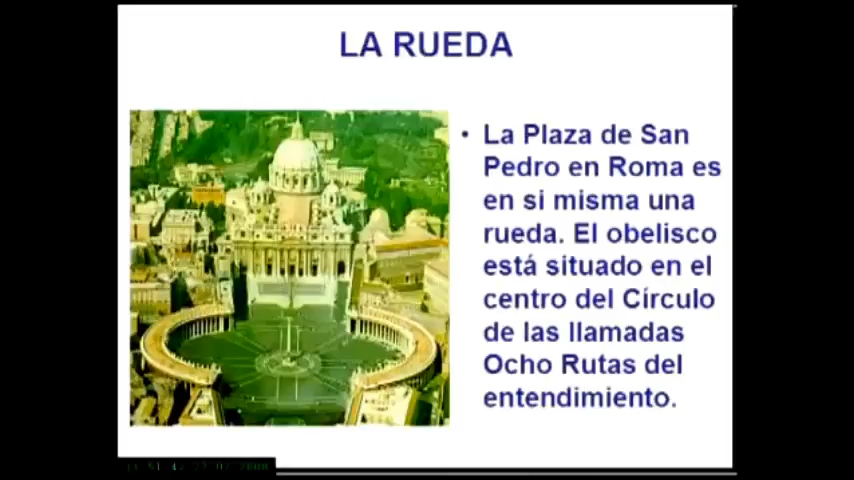 LA RUEDA
• La Plaza de San
Pedro en Roma es
en si misma una
rueda. El obelisco
está situado en el
centro del Círculo
de las llamadas
Ocho Rutas del
entendimiento.